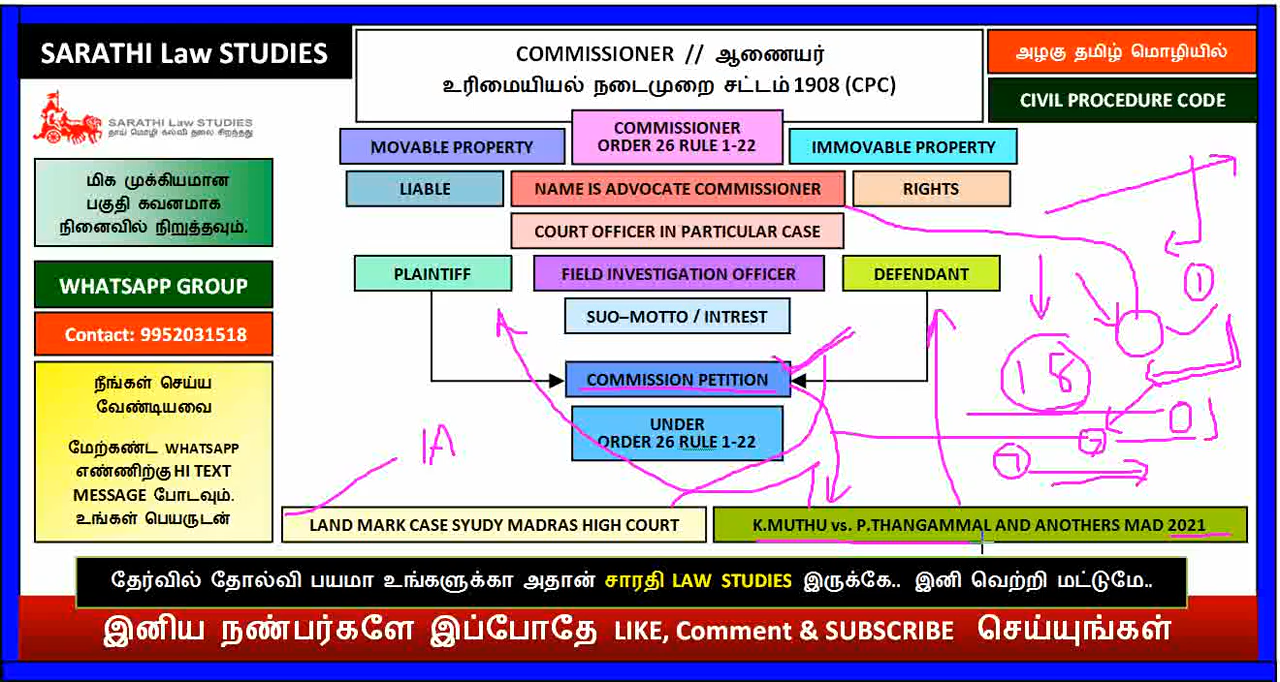 SARATHI Law STUDIES
COMMISSIONER // ஆணையர்
உரிமையியல் நடைமுறை சட்டம் 1908 (CPC)
அழகு தமிழ் மொழியில்
CIVIL PROCEDURE CODE
SARATHI Law STUDIES
தாய் மொழி கல்வி தலை சிறந்தது
MOVABLE PROPERTY
COMMISSIONER
ORDER 26 RULE 1-22
IMMOVABLE PROPERTY
LIABLE
NAME IS ADVOCATE COMMISSIONER
RIGHTS
COURT OFFICER IN PARTICULAR CASE
PLAINTIFF
FIELD INVESTIGATION OFFICER
DEFENDANT
SUO–MOTTO / INTREST
COMMISSION PETITION
UNDER
ORDER 26 RULE 1-22
மிக முக்கியமான
பகுதி கவனமாக
நினைவில் நிறுத்தவும்.
WHATSAPP GROUP
Contact: 9952031518
நீங்கள் செய்ய
வேண்டியவை
மேற்கண்ட WHATSAPP
எண்ணிற்கு HI TEXT
MESSAGE போடவும்.
உங்கள் பெயருடன்
IA
18
1
LAND MARK CASE SYUDY MADRAS HIGH COURT
K.MUTHU vs. P.THANGAMMAL AND ANOTHERS MAD 2021
தேர்வில் தோல்வி பயமா உங்களுக்கா அதான் சாரதி LAW STUDIES இருக்கே.. இனி வெற்றி மட்டுமே..
இனிய நண்பர்களே இப்போதே LIKE, Comment & SUBSCRIBE செய்யுங்கள்